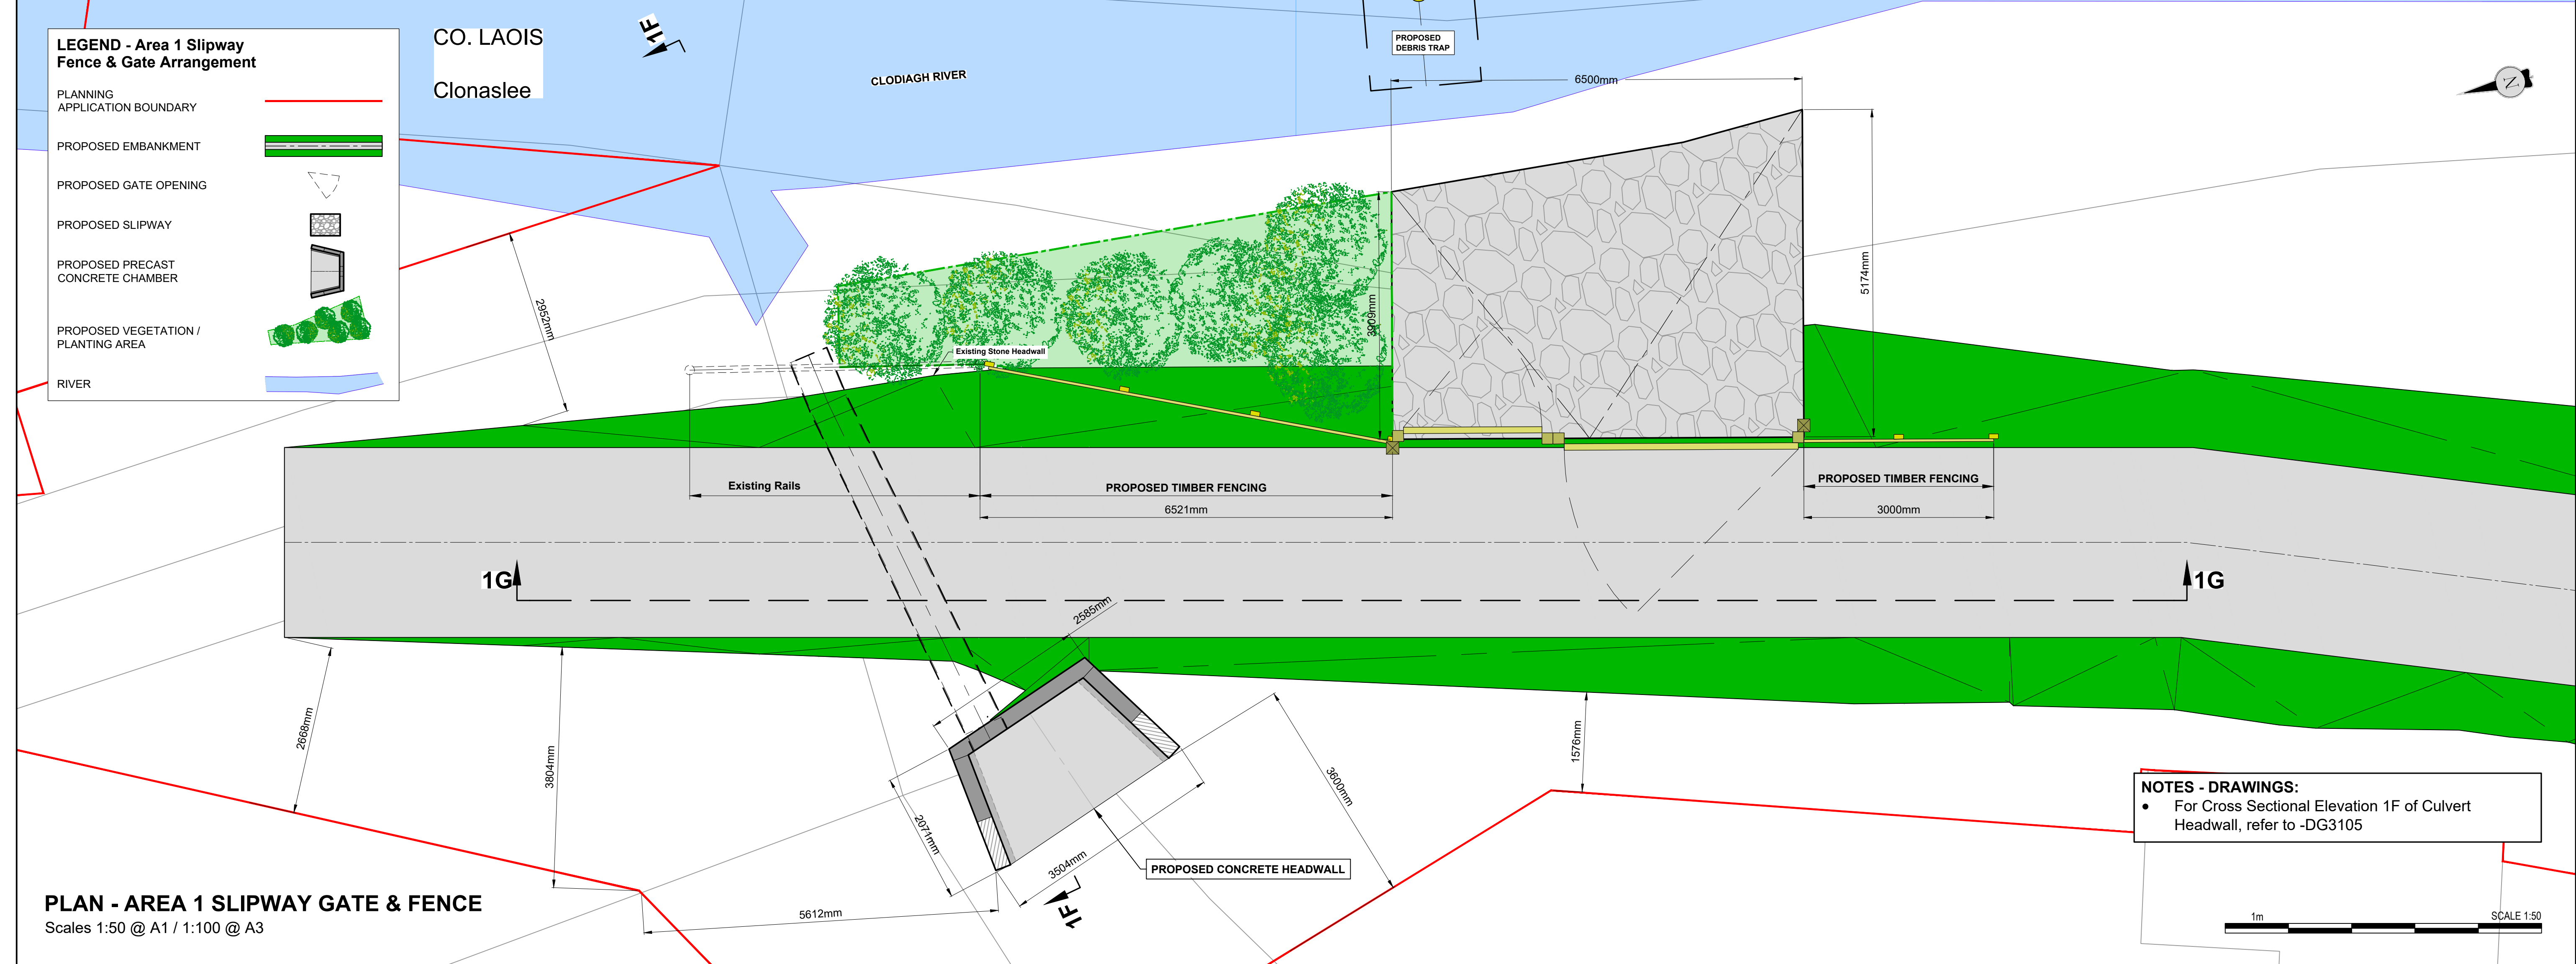 LEGEND - Area 1 Slipway
Fence & Gate Arrangement
PLANNING
APPLICATION BOUNDARY
PROPOSED EMBANKMENT
PROPOSED GATE OPENING
PROPOSED SLIPWAY
PROPOSED PRECAST
CONCRETE CHAMBER
PROPOSED VEGETATION /
PLANTING AREA
RIVER
CO. LAOIS
Clonaslee
1F
CLODIAGH RIVER
PROPOSED
DEBRIS TRAP
6500mm
N
5174mm
3909mm
2952mm
Existing Stone Headwall
Existing Rails
PROPOSED TIMBER FENCING
6521mm
PROPOSED TIMBER FENCING
3000mm
1G
1G
2585mm
2668mm
3804mm
1576mm
3600mm
2071mm
3504mm
PROPOSED CONCRETE HEADWALL
5612mm
1F
NOTES - DRAWINGS:
● For Cross Sectional Elevation 1F of Culvert
Headwall, refer to -DG3105
PLAN - AREA 1 SLIPWAY GATE & FENCE
Scales 1:50 @ A1 / 1:100 @ A3
1m
SCALE 1:50